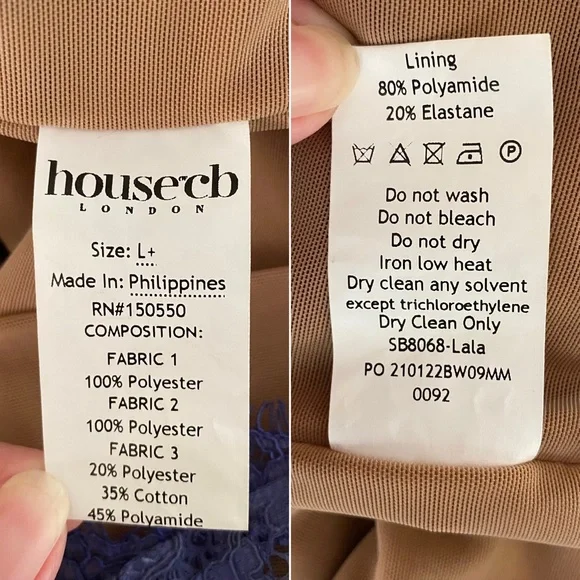 house cb
LONDON
Size: L+
Made In: Philippines
RN#150550
COMPOSITION:
FABRIC 1
100% Polyester
FABRIC 2
100% Polyester
FABRIC 3
20% Polyester
35% Cotton
45% Polyamide
Lining
80% Polyamide
20% Elastane
P
Do not wash
Do not bleach
Do not dry
Iron low heat
Dry clean any solvent
except trichloroethylene
Dry Clean Only
SB8068-Lala
PO 210122BW09MM
0092